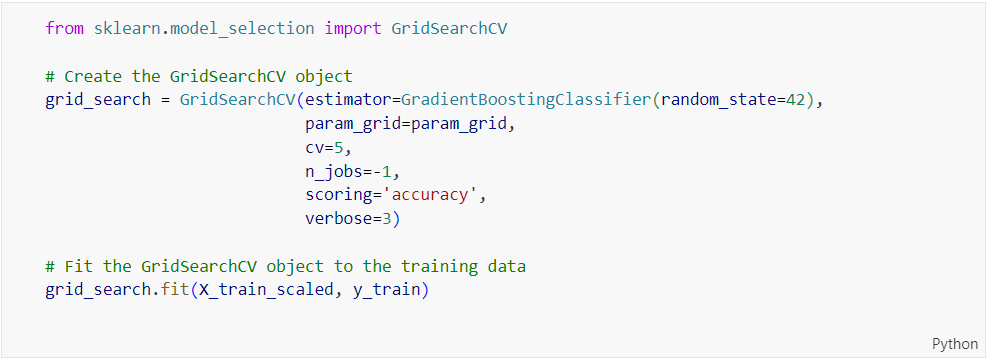 from sklearn.model_selection import GridSearchCV
# Create the GridSearchCV object
grid_search = GridSearchCV(estimator=GradientBoostingClassifier(random_state=42),
param_grid=param_grid,
cv=5,
n_jobs=-1,
scoring='accuracy',
verbose=3)
# Fit the GridSearchCV object to the training data
grid_search.fit(X_train_scaled, y_train)
Python